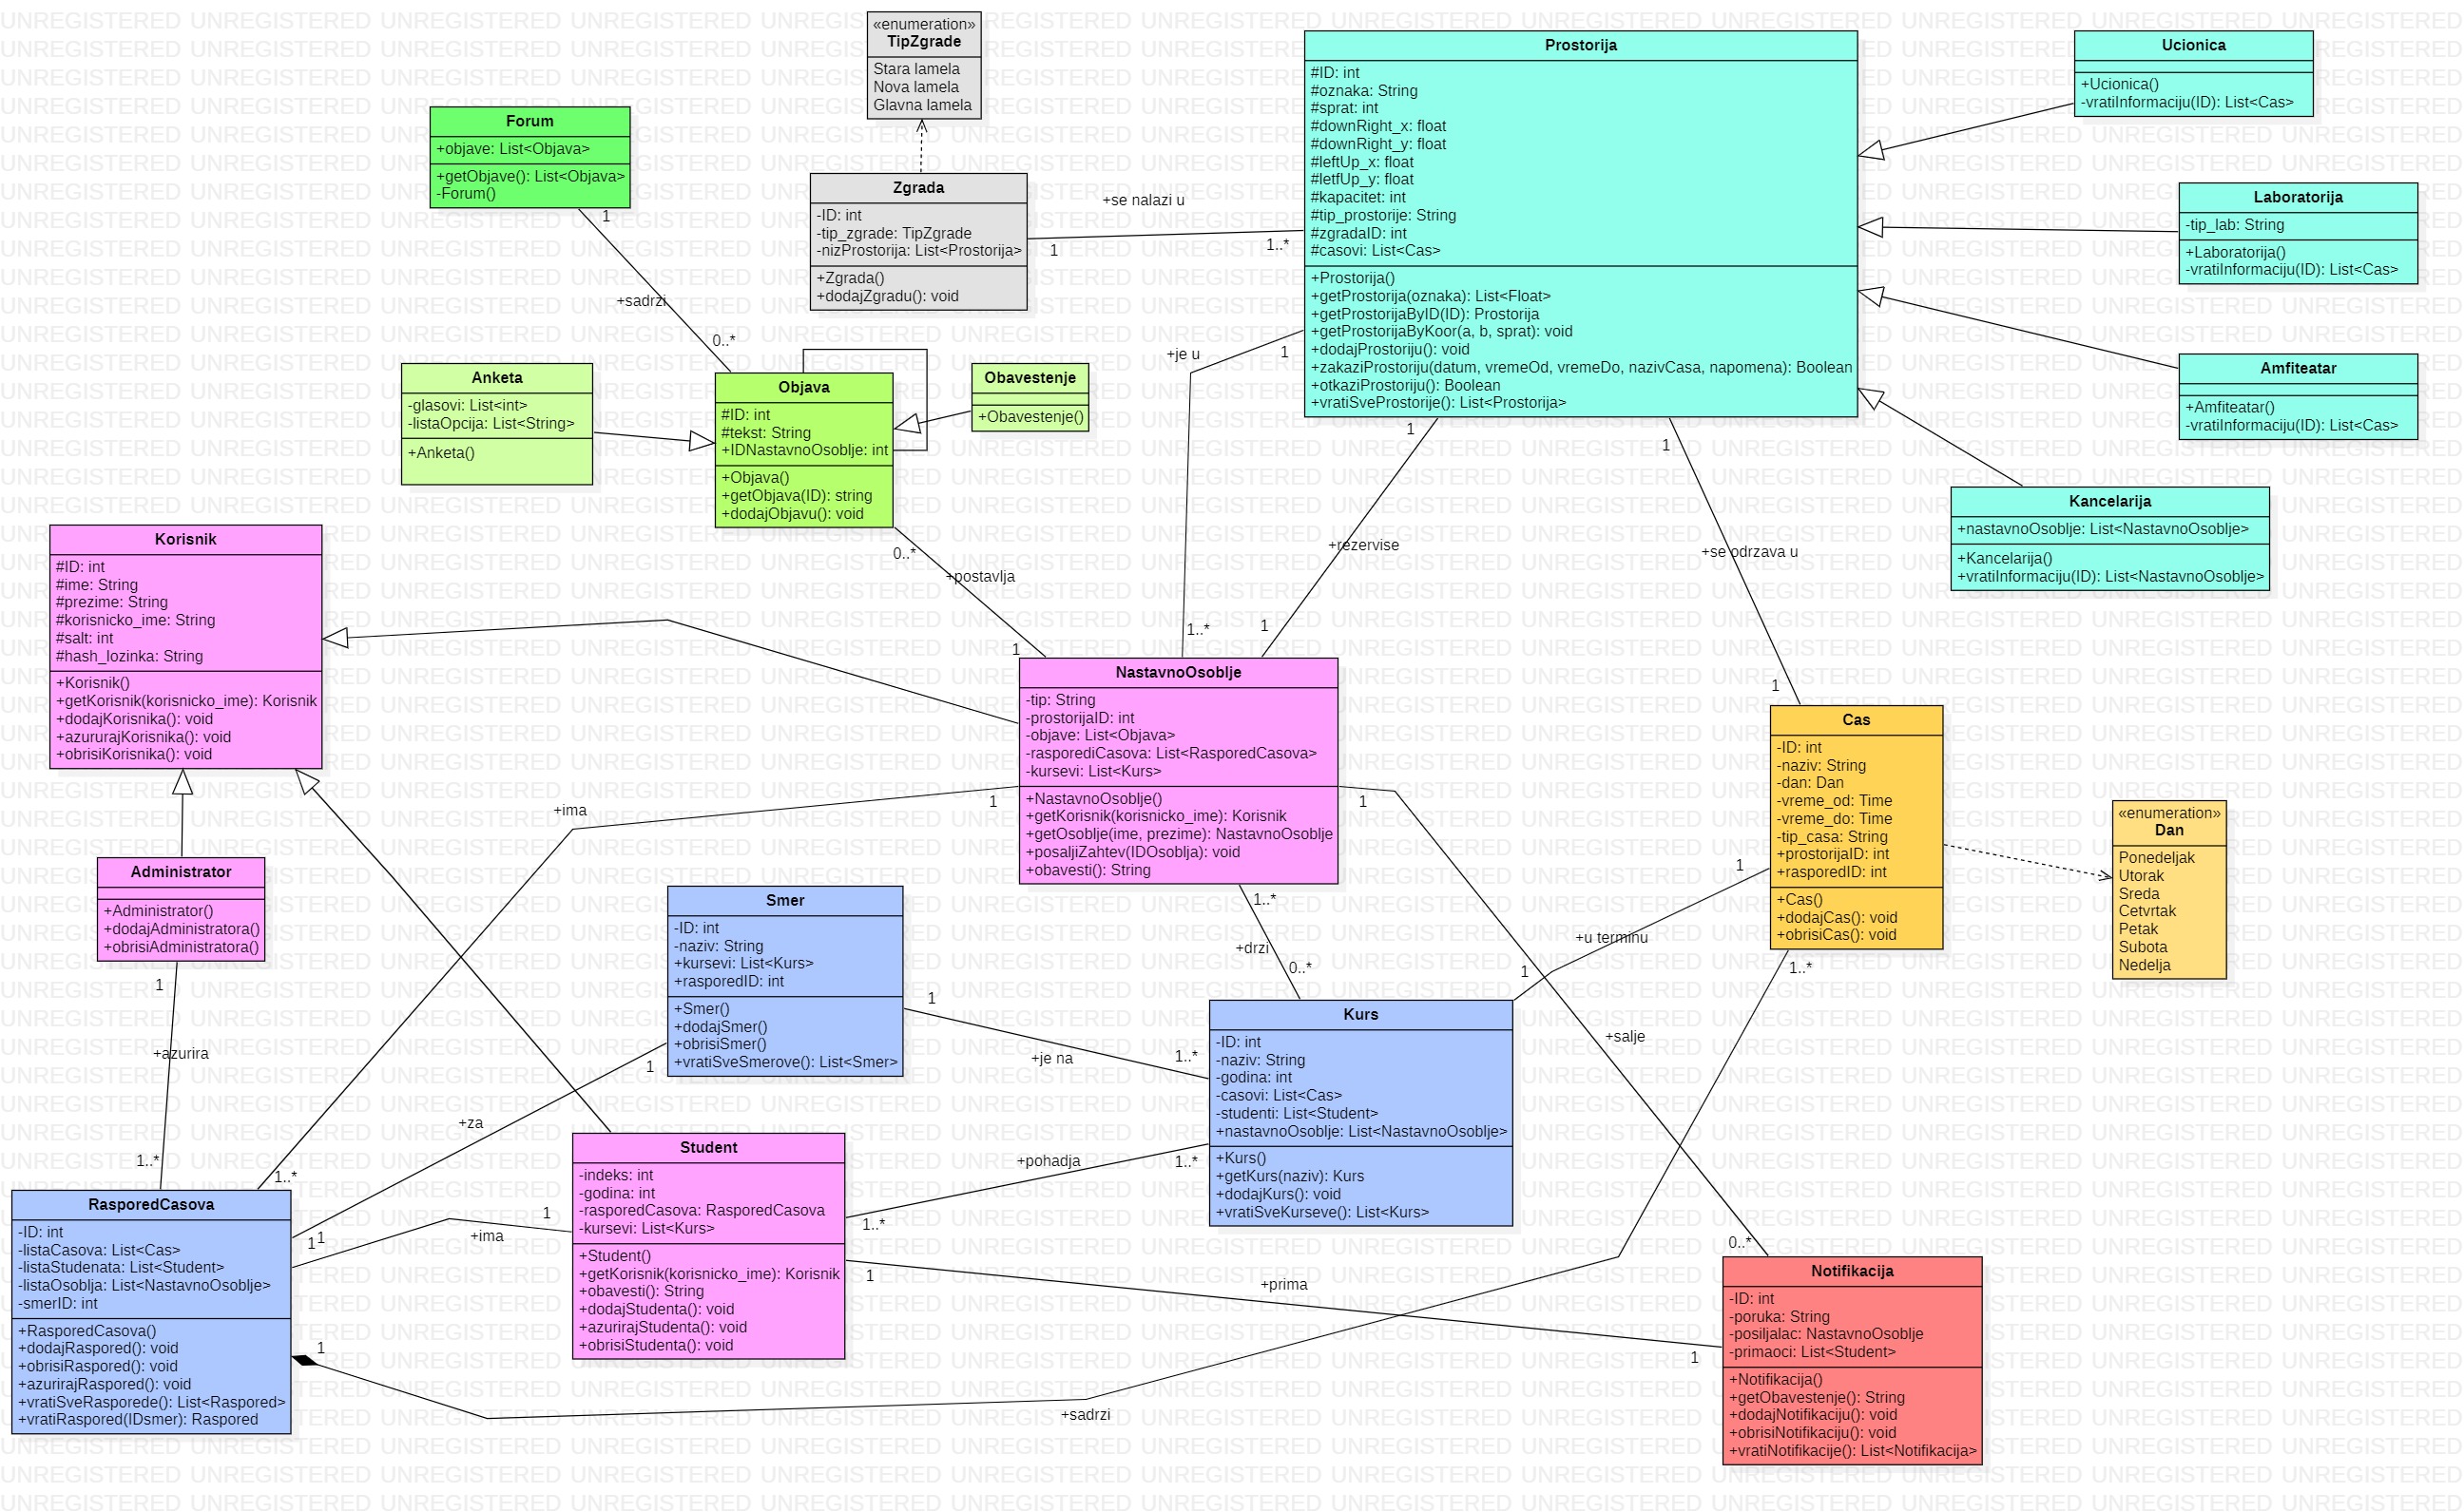 «enumeration»
TipZgrade
Stara lamela
Nova lamela
Glavna lamela
Prostorija
#ID: int
#oznaka: String
#sprat: int
#downRight_x: float
#downRight_y: float
#leftUp_x: float
#letfUp_y: float
#kapacitet: int
#tip_prostorije: String
#zgradaID: int
#casovi: List<Cas>
+Prostorija()
+getProstorija(oznaka): List<Float>
+getProstorijaByID(ID): Prostorija
+getProstorijaByKoor(a, b, sprat): void
+dodajProstoriju(): void
+zakaziProstoriju(datum, vremeOd, vremeDo, nazivCasa, napomena): Boolean
+otkaziProstoriju(): Boolean
+vratiSveProstorije(): List<Prostorija>
Ucionica
+Ucionica()
-vratiInformaciju(ID): List<Cas>
Forum
+objave: List<Objava>
+getObjave(): List<Objava>
-Forum()
Zgrada
-ID: int
-tip_zgrade: TipZgrade
-nizProstorija: List<Prostorija>
+Zgrada()
+dodajZgradu(): void
+se nalazi u
1
1..*
Laboratorija
-tip_lab: String
+Laboratorija()
-vratiInformaciju(ID): List<Cas>
1
+sadrzi
0..*
Anketa
-glasovi: List<int>
-listaOpcija: List<String>
+Anketa()
Objava
#ID: int
#tekst: String
+IDNastavnoOsoblje: int
+Objava()
+getObjava(ID): string
+dodajObjavu(): void
Obavestenje
+Obavestenje()
+je u
1
1..*
Amfiteatar
+Amfiteatar()
-vratiInformaciju(ID): List<Cas>
1
+rezervise
1
1
+se odrzava u
1
Kancelarija
+nastavnoOsoblje: List<NastavnoOsoblje>
+Kancelarija()
+vratiInformaciju(ID): List<NastavnoOsoblje>
0..*
+postavlja
1
Korisnik
#ID: int
#ime: String
#prezime: String
#korisnicko_ime: String
#salt: int
#hash_lozinka: String
+Korisnik()
+getKorisnik(korisnicko_ime): Korisnik
+dodajKorisnika(): void
+azururajKorisnika(): void
+obrisiKorisnika(): void
NastavnoOsoblje
-tip: String
-prostorijaID: int
-objave: List<Objava>
-rasporediCasova: List<RasporedCasova>
-kursevi: List<Kurs>
+NastavnoOsoblje()
+getKorisnik(korisnicko_ime): Korisnik
+getOsoblje(ime, prezime): NastavnoOsoblje
+posaljiZahtev(IDOsoblja): void
+obavesti(): String
Cas
-ID: int
-naziv: String
-dan: Dan
-vreme_od: Time
-vreme_do: Time
-tip_casa: String
+prostorijaID: int
+rasporedID: int
+Cas()
+dodajCas(): void
+obrisiCas(): void
«enumeration»
Dan
Ponedeljak
Utorak
Sreda
Cetvrtak
Petak
Subota
Nedelja
+ima
1
1..*
Administrator
+Administrator()
+dodajAdministratora()
+obrisiAdministratora()
1
+azurira
1..*
Smer
-ID: int
-naziv: String
+kursevi: List<Kurs>
+rasporedID: int
+Smer()
+dodajSmer()
+obrisiSmer()
+vratiSveSmerove(): List<Smer>
1..*
+drzi
0..*
1
+u terminu
1
1
+salje
0..*
Kurs
-ID: int
-naziv: String
-godina: int
-casovi: List<Cas>
-studenti: List<Student>
+nastavnoOsoblje: List<NastavnoOsoblje>
+Kurs()
+getKurs(naziv): Kurs
+dodajKurs(): void
+vratiSveKurseve(): List<Kurs>
1
+je na
1..*
1
+za
1
Student
-indeks: int
-godina: int
-rasporedCasova: RasporedCasova
-kursevi: List<Kurs>
+Student()
+getKorisnik(korisnicko_ime): Korisnik
+obavesti(): String
+dodajStudenta(): void
+azurirajStudenta(): void
+obrisiStudenta(): void
+pohadja
1..*
1..*
RasporedCasova
-ID: int
-listaCasova: List<Cas>
-listaStudenata: List<Student>
-listaOsoblja: List<NastavnoOsoblje>
-smerID: int
+RasporedCasova()
+dodajRaspored(): void
+obrisiRaspored(): void
+azurirajRaspored(): void
+vratiSveRasporede(): List<Raspored>
+vratiRaspored(IDsmer): Raspored
1
+ima
1
1
+prima
1
Notifikacija
-ID: int
-poruka: String
-posiljalac: NastavnoOsoblje
-primaoci: List<Student>
+Notifikacija()
+getObavestenje(): String
+dodajNotifikaciju(): void
+obrisiNotifikaciju(): void
+vratiNotifikacije(): List<Notifikacija>
1
+sadrzi
1..*
UNREGISTERED